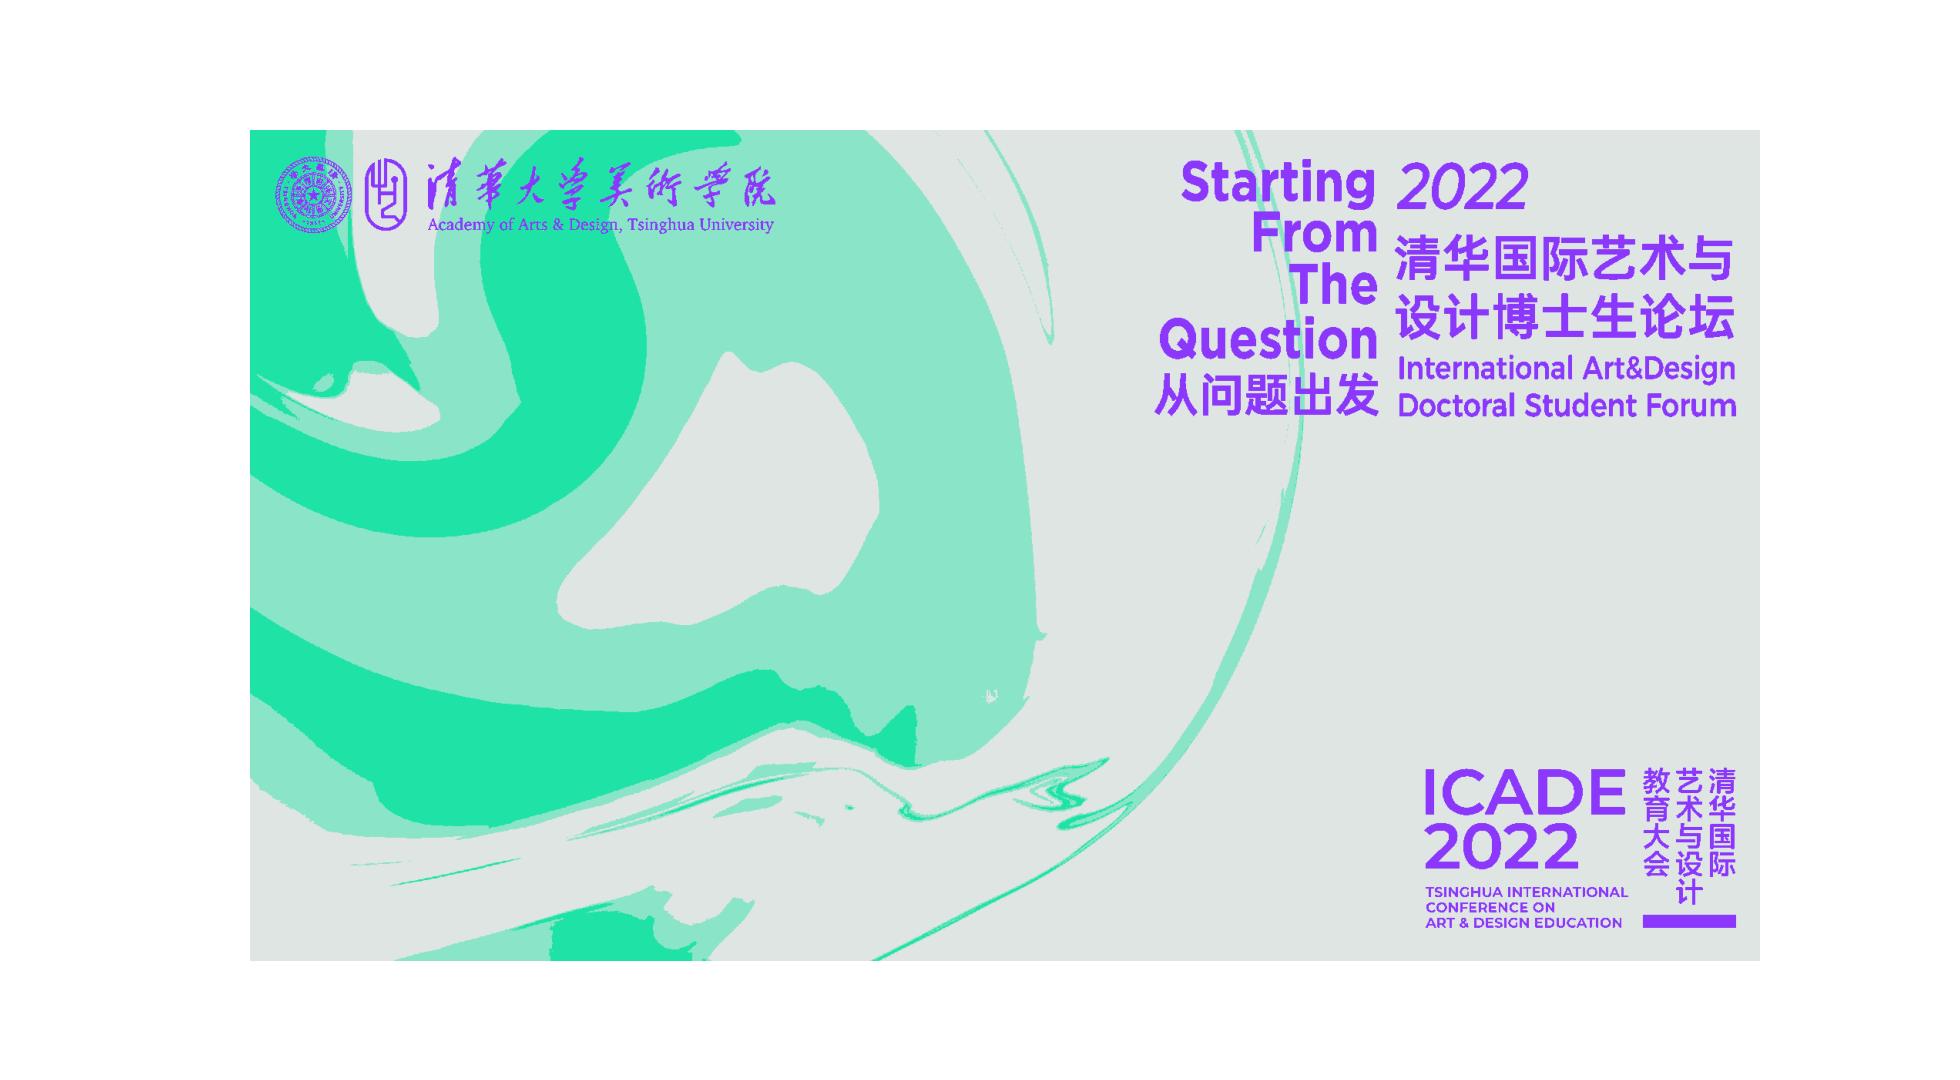 清華大学美術学院
Academy of Arts & Design, Tsinghua University
Starting
From
The
Question
从问题出发
2022
清华国际艺术与
设计博士生论坛
International Art&Design
Doctoral Student Forum
ICADE
2022
TSINGHUA INTERNATIONAL
CONFERENCE ON
ART & DESIGN EDUCATION
清华国际
艺术与设计
教育大会